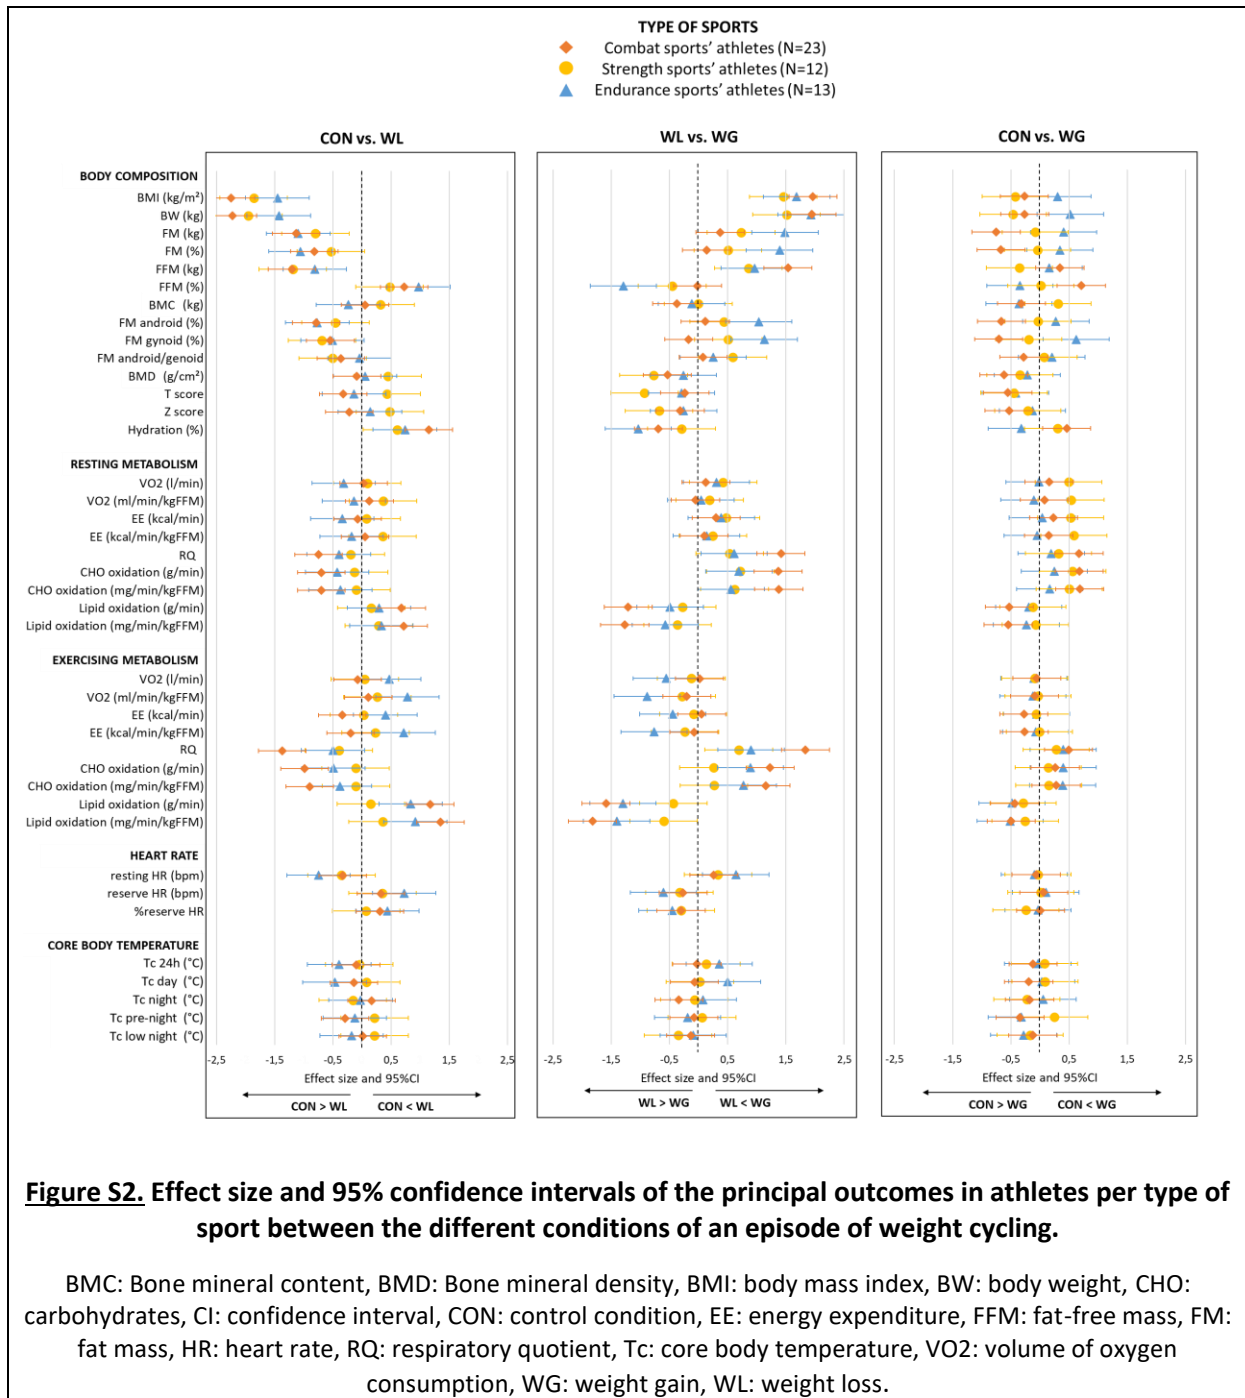 TYPE OF SPORTS
Combat sports' athletes (N=23)
Strength sports' athletes (N=12)
Endurance sports' athletes (N=13)
CON vs. WL
WL vs. WG
CON vs. WG
BODY COMPOSITION
BMI (kg/m²)
BW (kg)
FM (kg)
FM (%)
FFM (kg)
FFM (%)
BMC (kg)
FM android (%)
FM gynoid (%)
FM android/genoid
BMD (g/cm²)
T score
Z score
Hydration (%)
RESTING METABOLISM
VO2 (l/min)
VO2 (ml/min/kgFFM)
EE (kcal/min)
EE (kcal/min/kgFFM)
RQ
CHO oxidation (g/min)
CHO oxidation (mg/min/kgFFM)
Lipid oxidation (g/min)
Lipid oxidation (mg/min/kgFFM)
EXERCISING METABOLISM
VO2 (l/min)
VO2 (ml/min/kgFFM)
EE (kcal/min)
EE (kcal/min/kgFFM)
RQ
CHO oxidation (g/min)
CHO oxidation (mg/min/kgFFM)
Lipid oxidation (g/min)
Lipid oxidation (mg/min/kgFFM)
HEART RATE
resting HR (bpm)
reserve HR (bpm)
%reserve HR
CORE BODY TEMPERATURE
Tc 24h (°C)
Tc day (°C)
Tc night (°C)
Tc pre-night (°C)
Tc low night (°C)
-2,5 -1,5 -0,5 0,5 1,5 2,5
Effect size and 95%CI
CON > WL CON < WL
-2,5 -1,5 -0,5 0,5 1,5 2,5
Effect size and 95%CI
WL > WG WL < WG
-2,5 -1,5 -0,5 0,5 1,5 2,5
Effect size and 95%CI
CON > WG CON < WG
Figure S2. Effect size and 95% confidence intervals of the principal outcomes in athletes per type of
sport between the different conditions of an episode of weight cycling.
BMC: Bone mineral content, BMD: Bone mineral density, BMI: body mass index, BW: body weight, CHO:
carbohydrates, CI: confidence interval, CON: control condition, EE: energy expenditure, FFM: fat-free mass, FM:
fat mass, HR: heart rate, RQ: respiratory quotient, Tc: core body temperature, VO2: volume of oxygen
consumption, WG: weight gain, WL: weight loss.